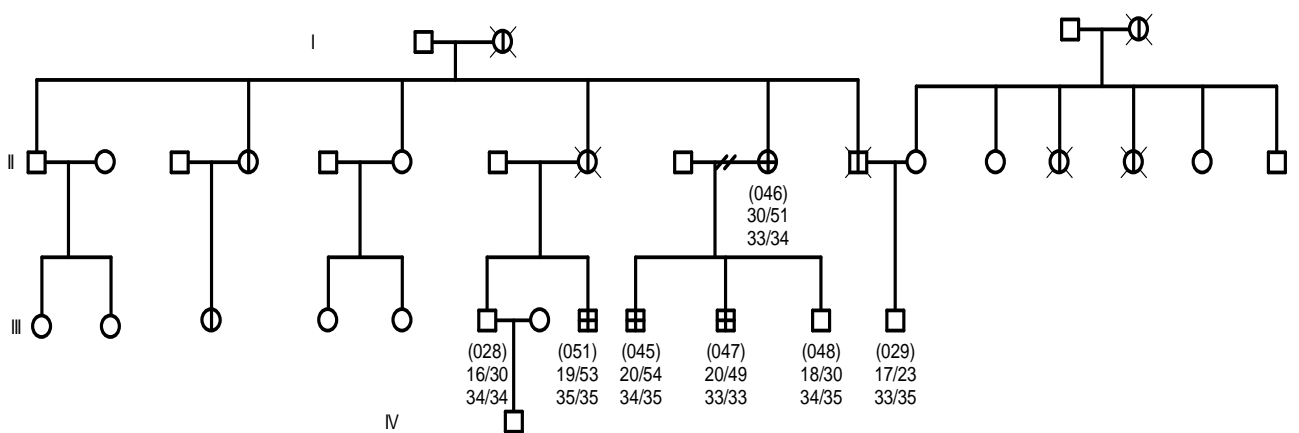 I
II
(046)
30/51
33/34
III
(028) (051) (045) (047) (048) (029)
16/30 19/53 20/54 20/49 18/30 17/23
34/34 35/35 34/35 33/33 34/35 33/35
IV